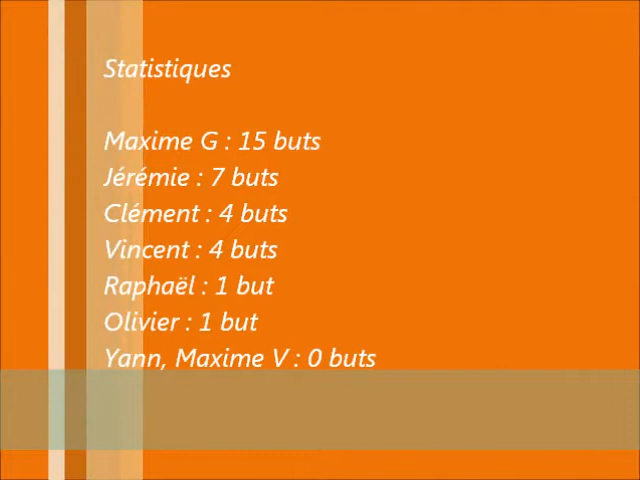 Statistiques
Maxime G : 15 buts
Jérémie : 7 buts
Clément : 4 buts
Vincent : 4 buts
Raphaël : 1 but
Olivier : 1 but
Yann, Maxime V : 0 buts